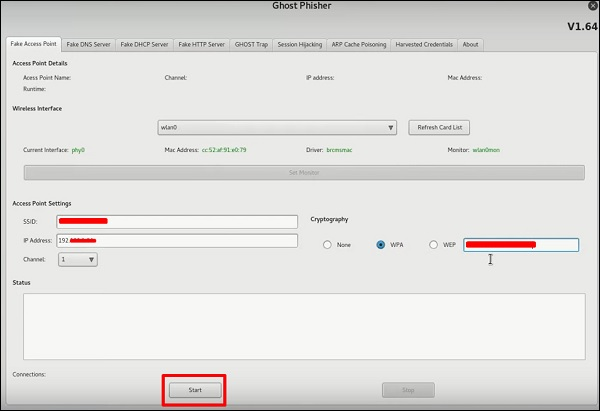 Ghost Phisher
V1.64
Fake Access Point Fake DNS Server Fake DHCP Server Fake HTTP Server GHOST Trap Session Hijacking ARP Cache Poisoning Harvested Credentials About
Access Point Details
Acess Point Name: Channel: IP address: Mac Address:
Runtime:
Wireless Interface
wlan0 Refresh Card List
Current Interface: phy0 Mac Address: cc:52:af:91:e0:79 Driver: brcmsmac Monitor: wlan0mon
Set Monitor
Access Point Settings
SSID: Cryptography
IP Address: 192. None WPA WEP
Channel: 1
Status
Connections:
Start Stop